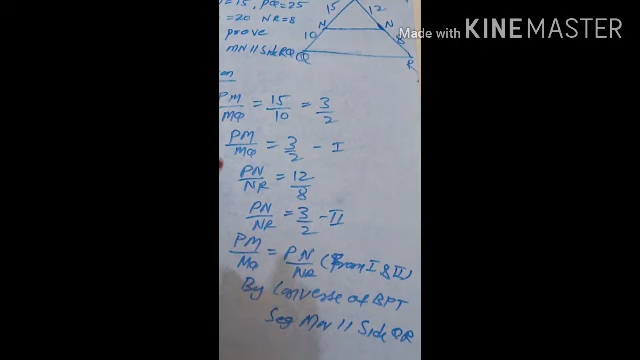 =15, PQ=25
=20 NR=8
prove
MN || Side RQ
15 12
N N
10 8
Q R
Made with KINEMASTER
PM/MQ = 15/10 = 3/2
PM/MQ = 3/2 - I
PN/NR = 12/8
PN/NR = 3/2 - II
PM/MQ = PN/NR (from I & II)
By Converse of BPT
Seg MN || Side QR